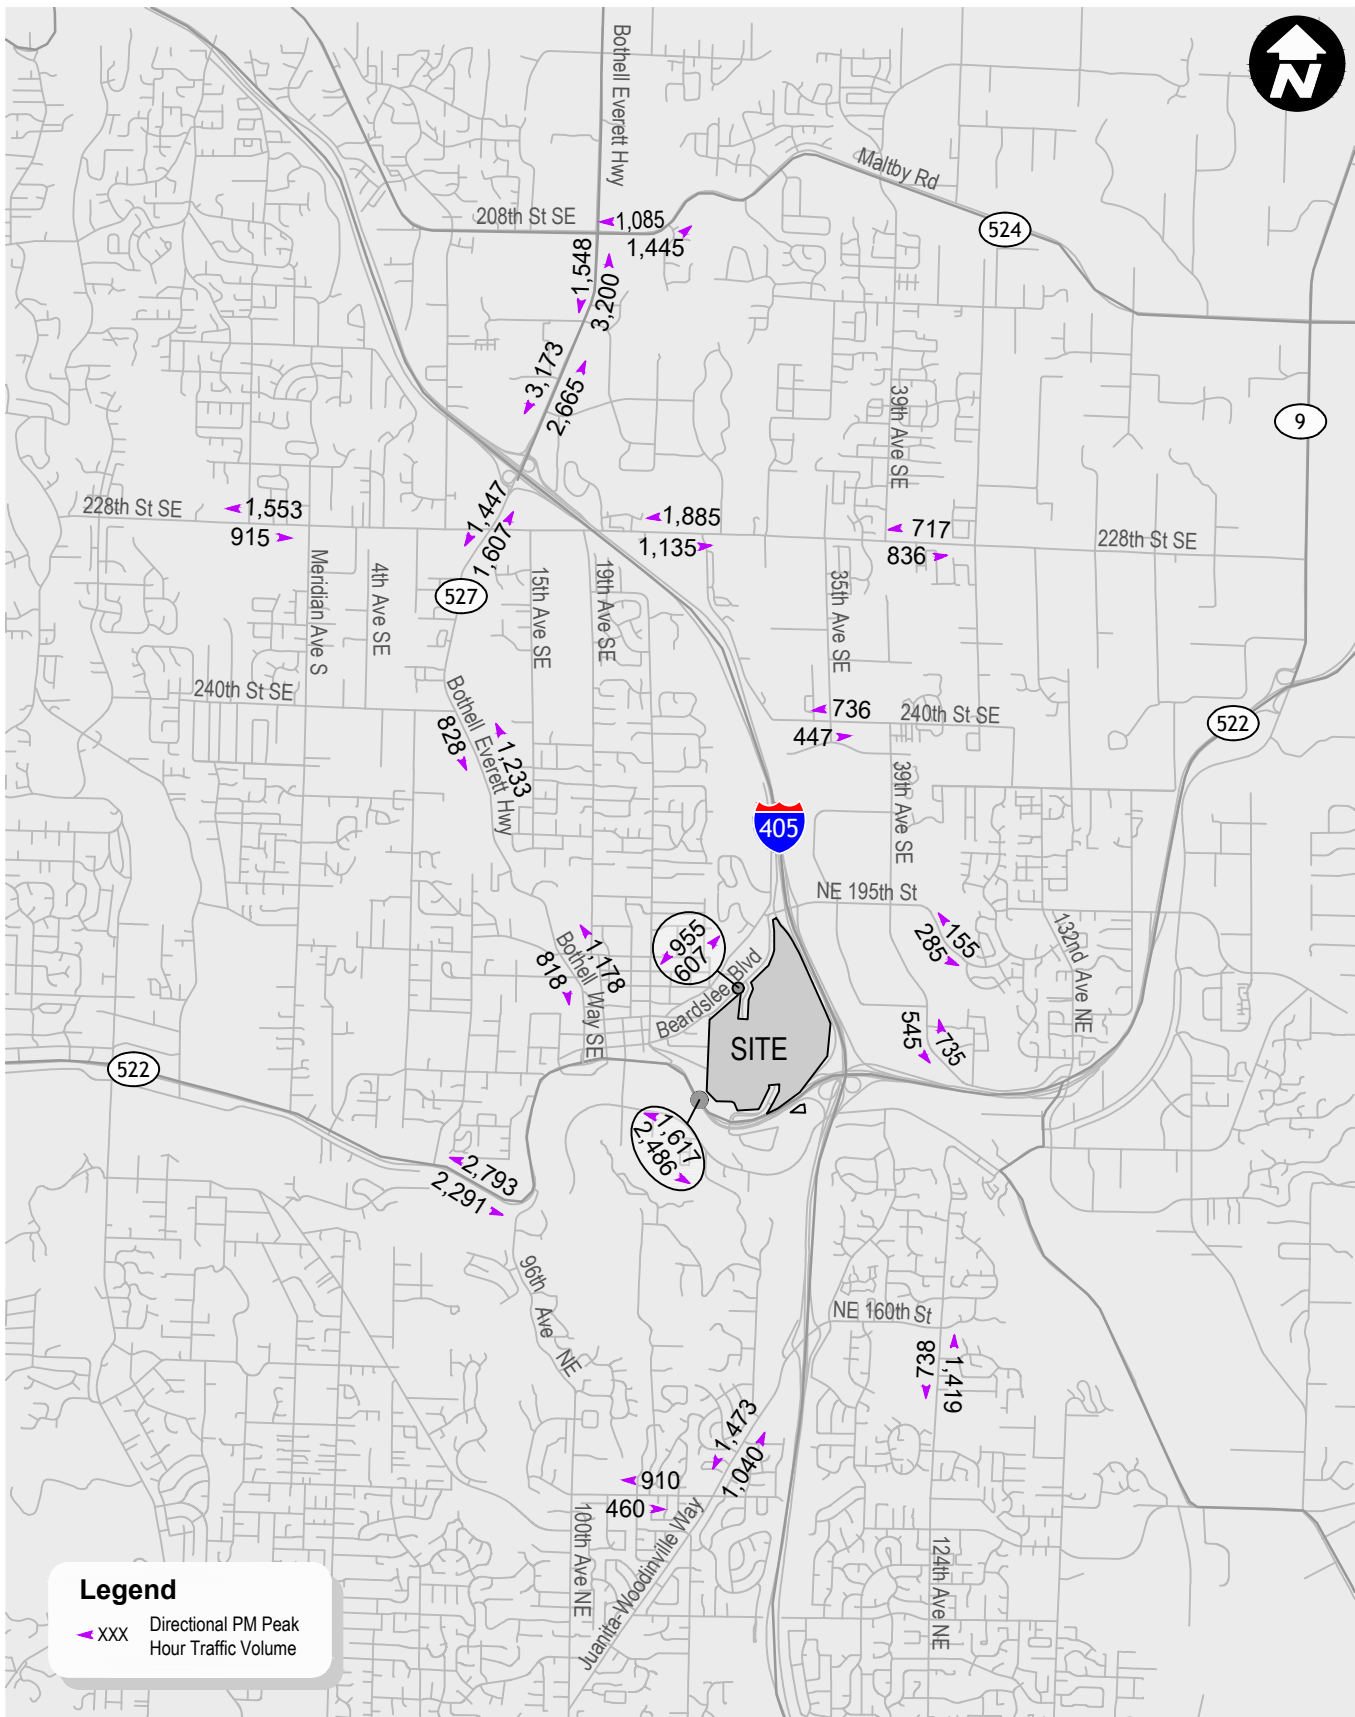 Bothell Everett Hwy
N
Maltby Rd
208th St SE
1,085
1,445
524
1,548
3,200
3,173
2,665
39th Ave SE
9
228th St SE
1,553
915
1,447
1,607
1,885
1,135
717
836
228th St SE
Meridian Ave S
4th Ave SE
527
15th Ave SE
19th Ave SE
35th Ave SE
240th St SE
Bothell Everett Hwy
828
1,233
736
447
240th St SE
522
39th Ave SE
405
NE 195th St
155
285
132nd Ave NE
955
607
Beardslee Blvd
1,178
818
Bothell Way SE
SITE
545
735
522
1,617
2,486
2,793
2,291
96th Ave NE
NE 160th St
837
1,419
1,473
1,040
910
460
100th Ave NE
Juanita-Woodinville Way
124th Ave NE
Legend
XXX Directional PM Peak
Hour Traffic Volume